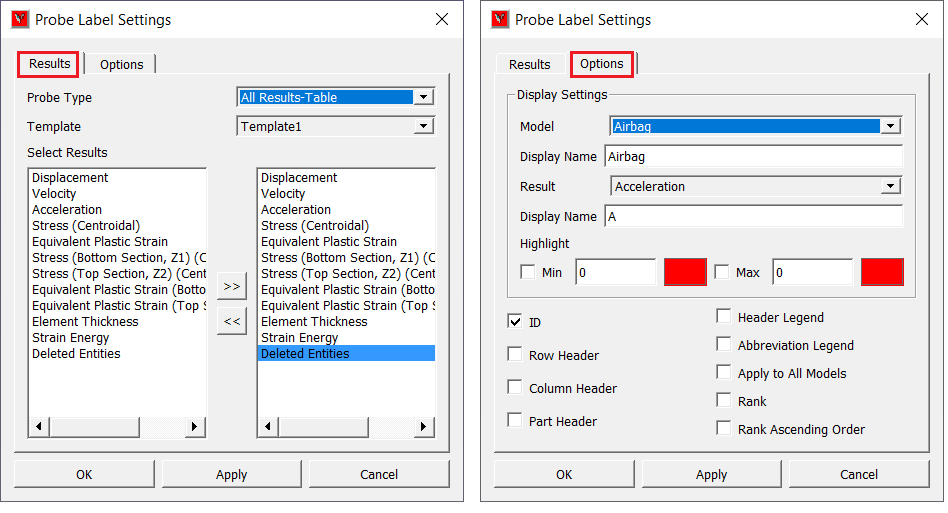 Probe Label Settings
Results
Options
Probe Type
All Results-Table
Template
Template1
Select Results
Displacement
Velocity
Acceleration
Stress (Centroidal)
Equivalent Plastic Strain
Stress (Bottom Section, Z1) (C
Stress (Top Section, Z2) (Cent
Equivalent Plastic Strain (Botto
Equivalent Plastic Strain (Top S
Element Thickness
Strain Energy
Deleted Entities
>>
<<
Displacement
Velocity
Acceleration
Stress (Centroidal)
Equivalent Plastic Strain
Stress (Bottom Section, Z1) (C
Stress (Top Section, Z2) (Cent
Equivalent Plastic Strain (Botto
Equivalent Plastic Strain (Top S
Element Thickness
Strain Energy
Deleted Entities
OK
Apply
Cancel
Probe Label Settings
Results
Options
Display Settings
Model
Airbag
Display Name
Airbag
Result
Acceleration
Display Name
A
Highlight
Min
0
Max
0
ID
Row Header
Column Header
Part Header
Header Legend
Abbreviation Legend
Apply to All Models
Rank
Rank Ascending Order
OK
Apply
Cancel